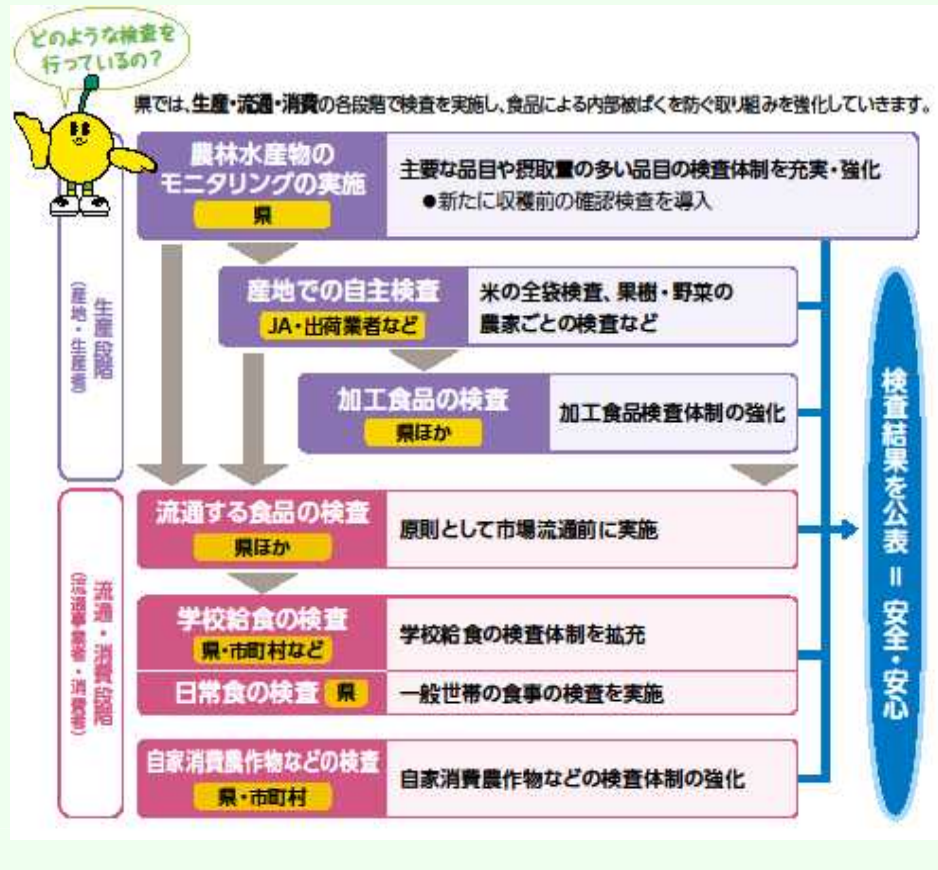 どのような検査を
行っているの?
県では、生産・流通・消費の各段階で検査を実施し、食品による内部被ばくを防ぐ取り組みを強化していきます。
農林水産物の
モニタリングの実施
県
主要な品目や摂取量の多い品目の検査体制を充実・強化
●新たに収穫前の確認検査を導入
生産段階
(産地・生産者)
産地での自主検査
JA・出荷業者など
米の全袋検査、果樹・野菜の
農家ごとの検査など
加工食品の検査
県ほか
加工食品検査体制の強化
流通・消費段階
(流通事業者・消費者)
流通する食品の検査
県ほか
原則として市場流通前に実施
学校給食の検査
県・市町村など
学校給食の検査体制を拡充
日常食の検査 県
一般世帯の食事の検査を実施
自家消費農作物などの検査
県・市町村
自家消費農作物などの検査体制の強化
検査結果を公表 = 安全・安心